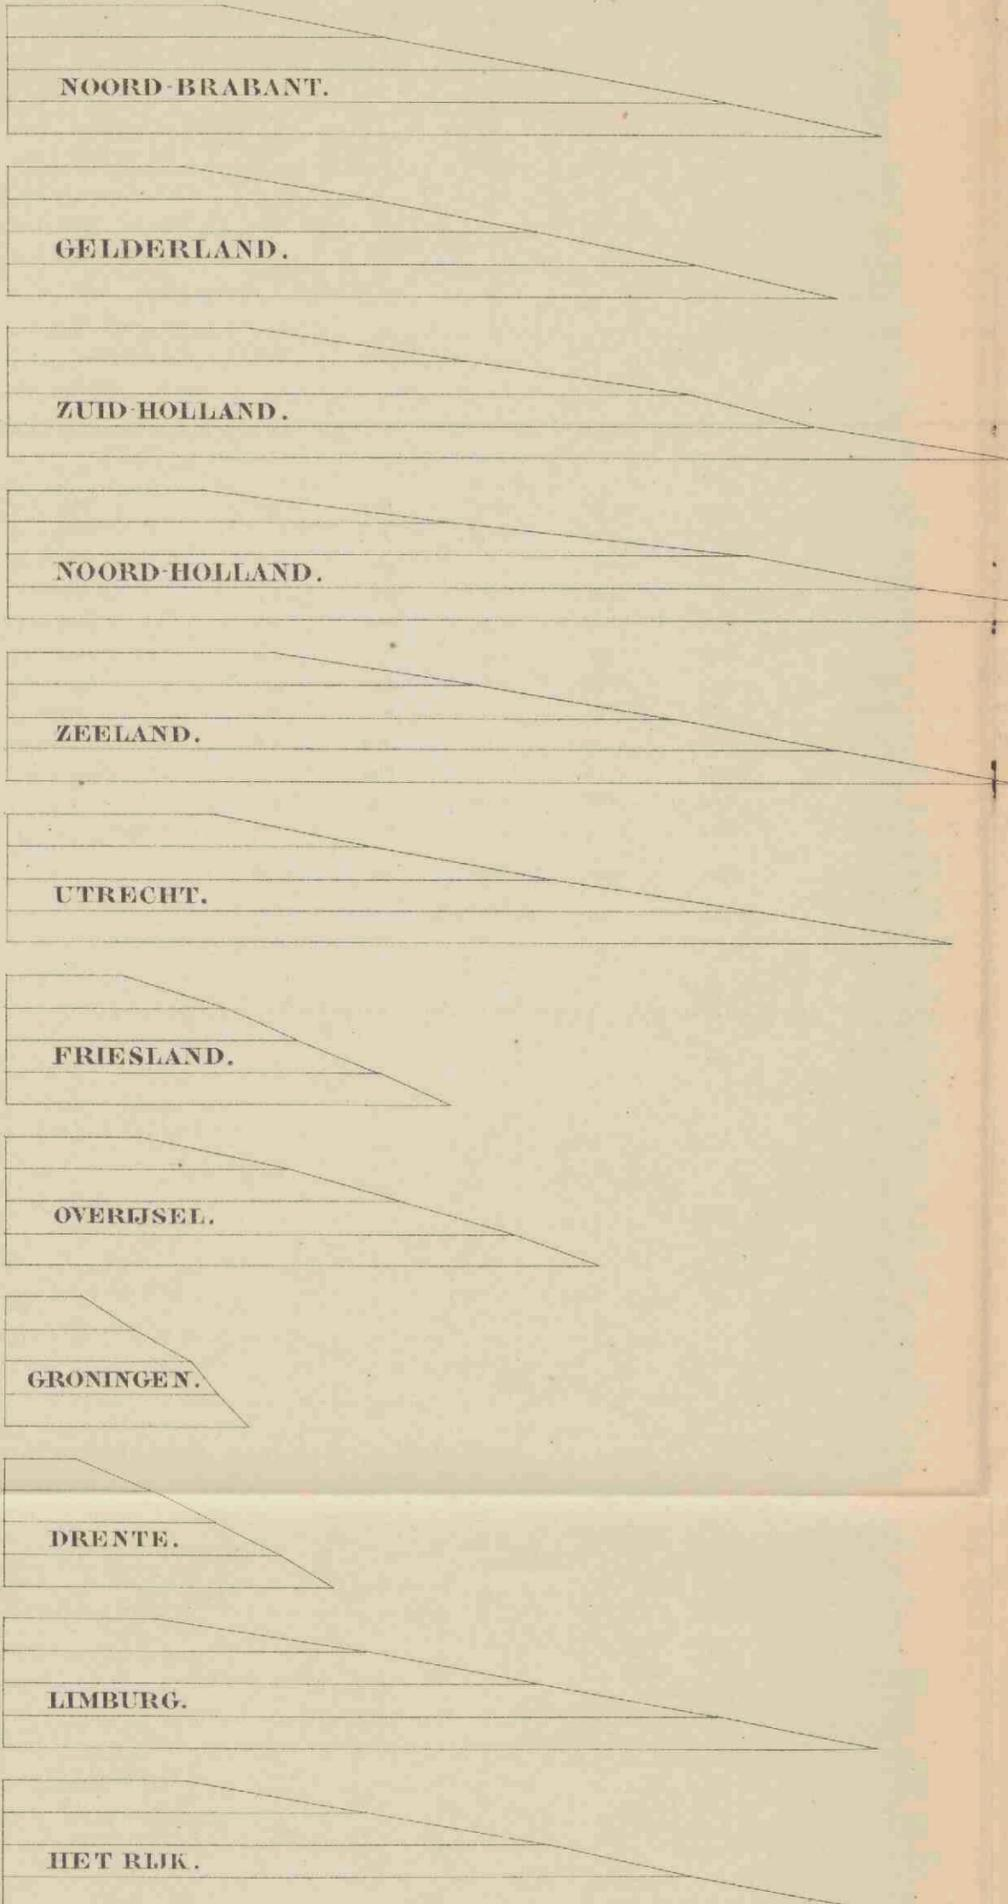 NOORD-BRABANT.
GELDERLAND.
ZUID-HOLLAND.
NOORD-HOLLAND.
ZEELAND.
UTRECHT.
FRIESLAND.
OVERIJSEL.
GRONINGEN.
DRENTE.
LIMBURG.
HET RIJK.